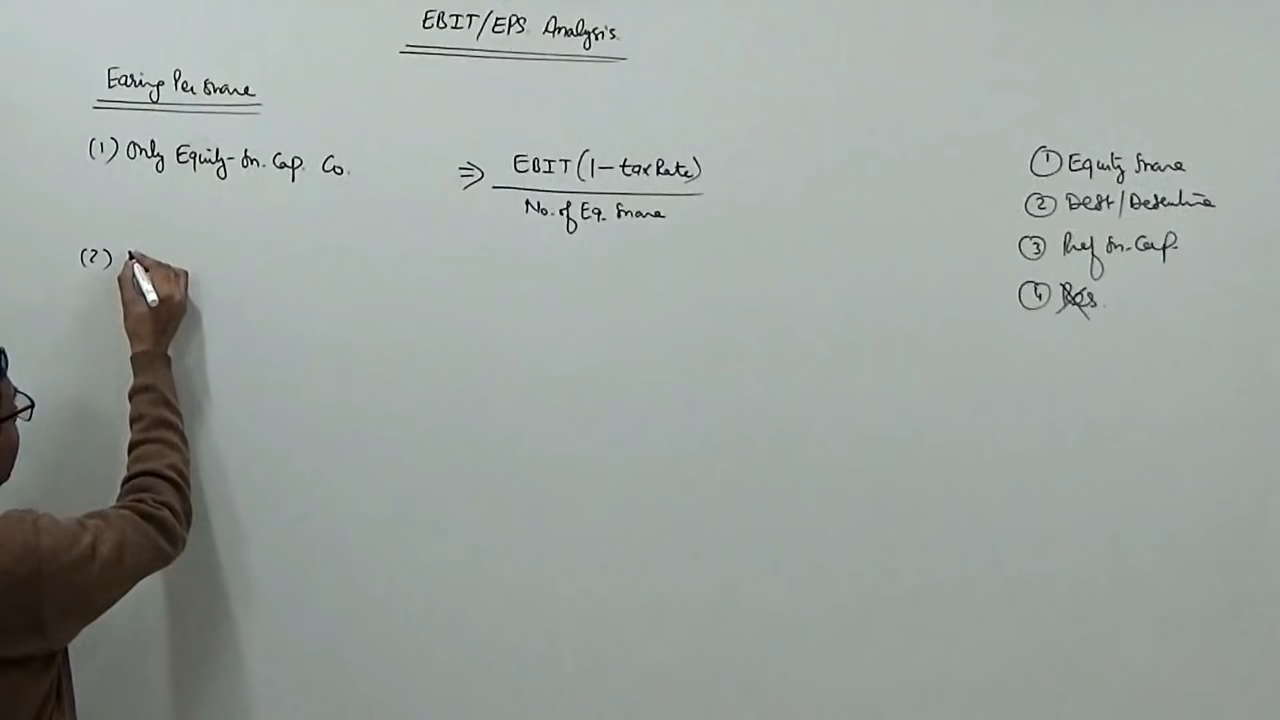 EBIT/EPS Analysis
Earing Per Share
(1) Only Equity-Sh. Cap. Co.
⇒ EBIT(1-tax Rate)
No. of Eq. Share
(2)
① Equity Share
② Debt/Debenture
③ Pref Sh. Cap.
④ Res.